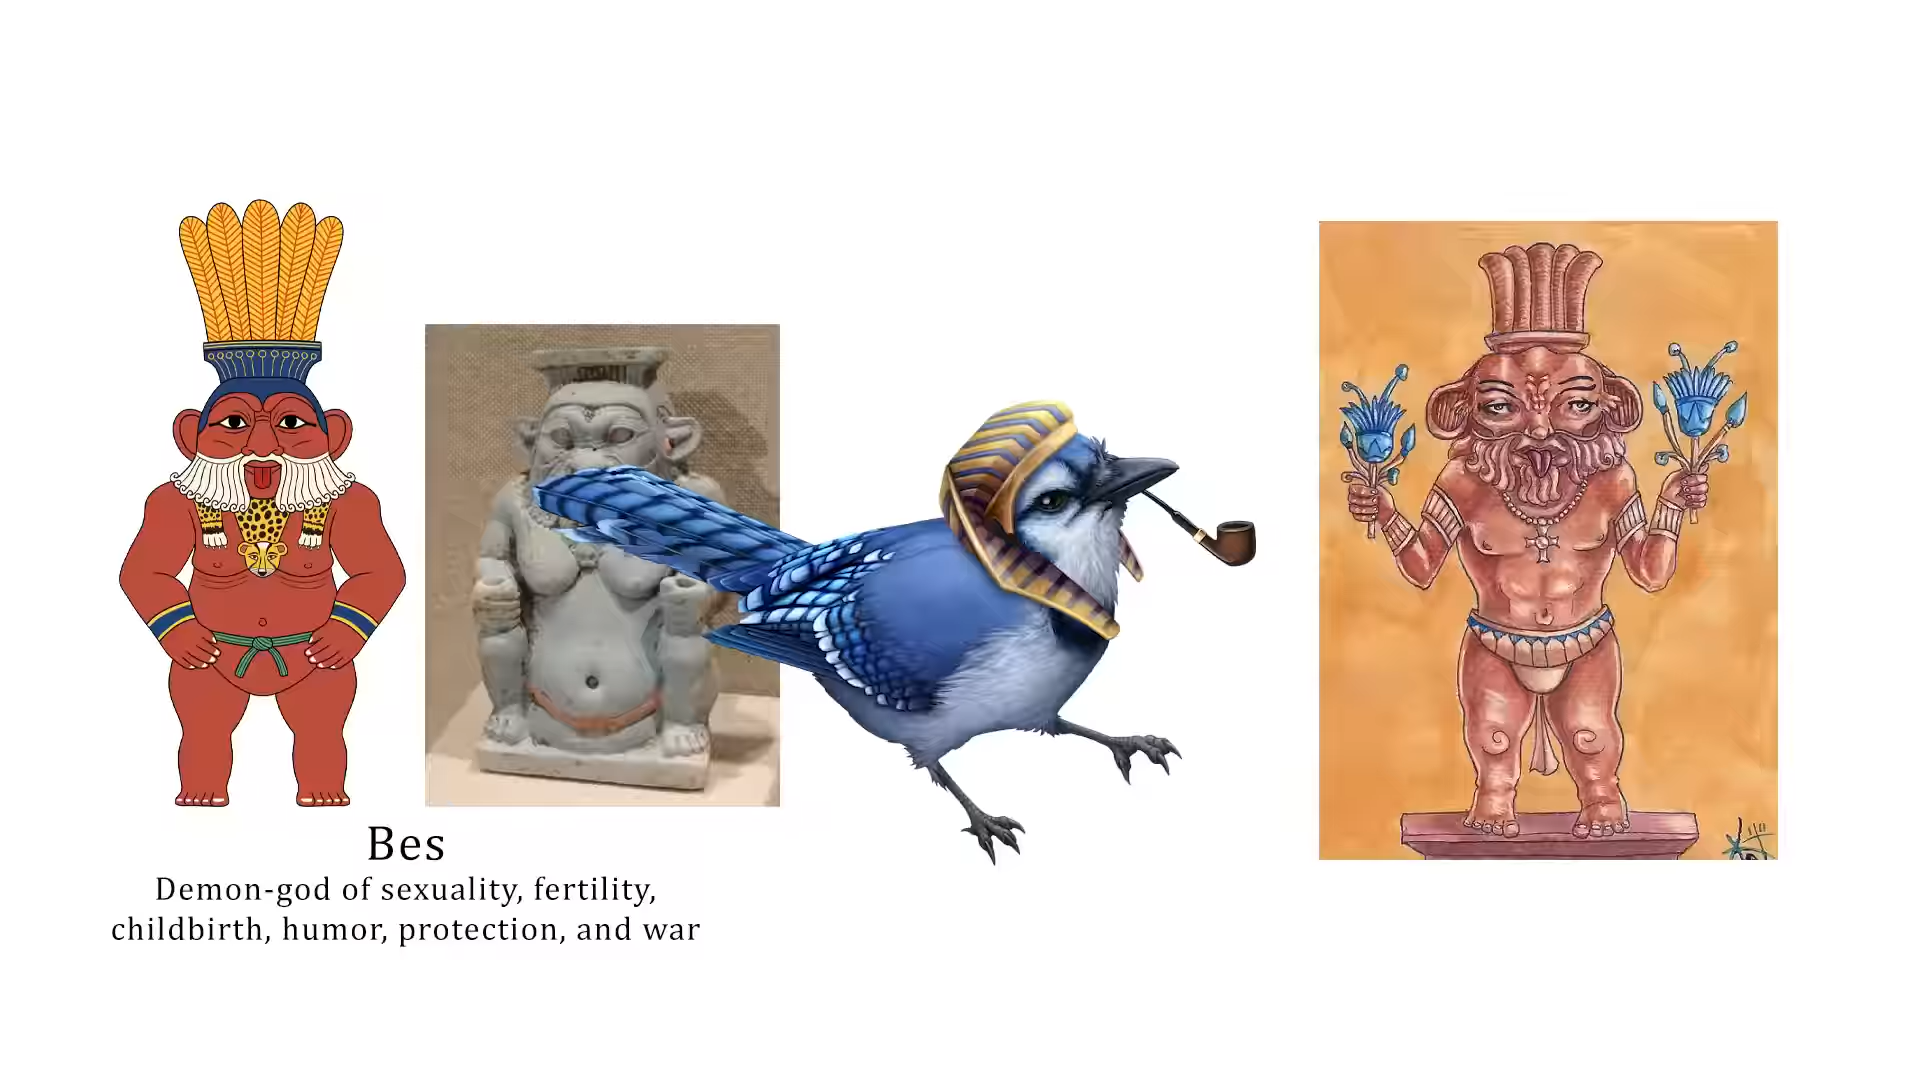 Bes
Demon-god of sexuality, fertility,
childbirth, humor, protection, and war